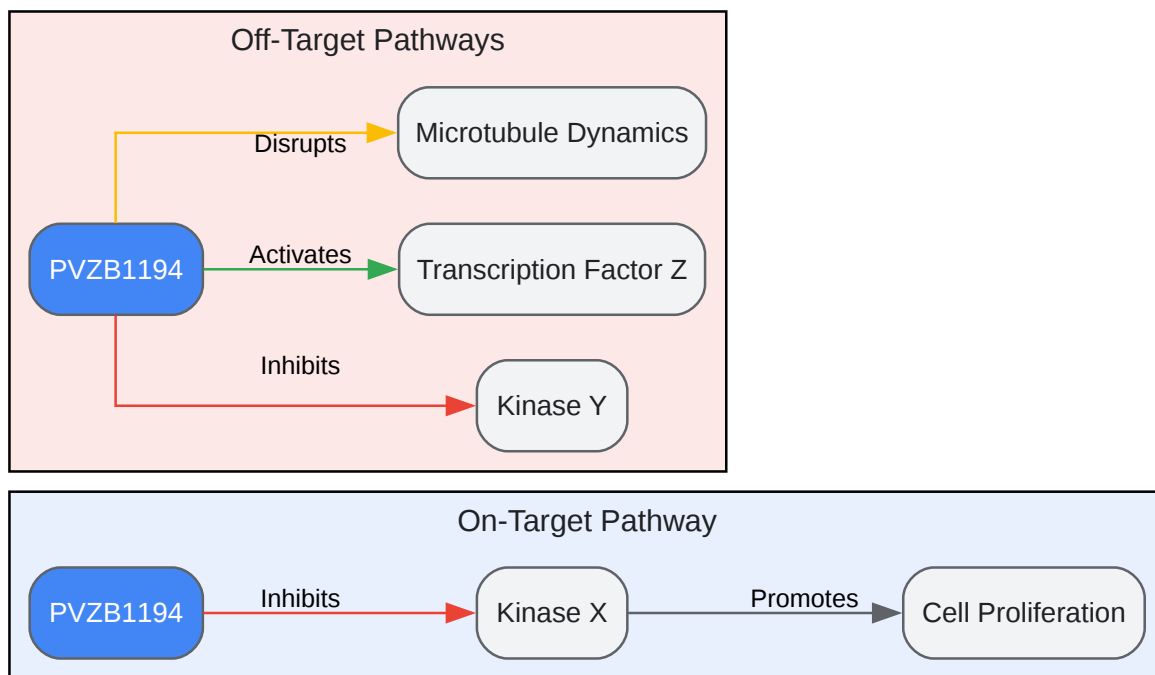 Off-Target Pathways
Disrupts
Microtubule Dynamics
PVZB1194
Activates
Transcription Factor Z
Inhibits
Kinase Y
On-Target Pathway
PVZB1194
Inhibits
Kinase X
Promotes
Cell Proliferation